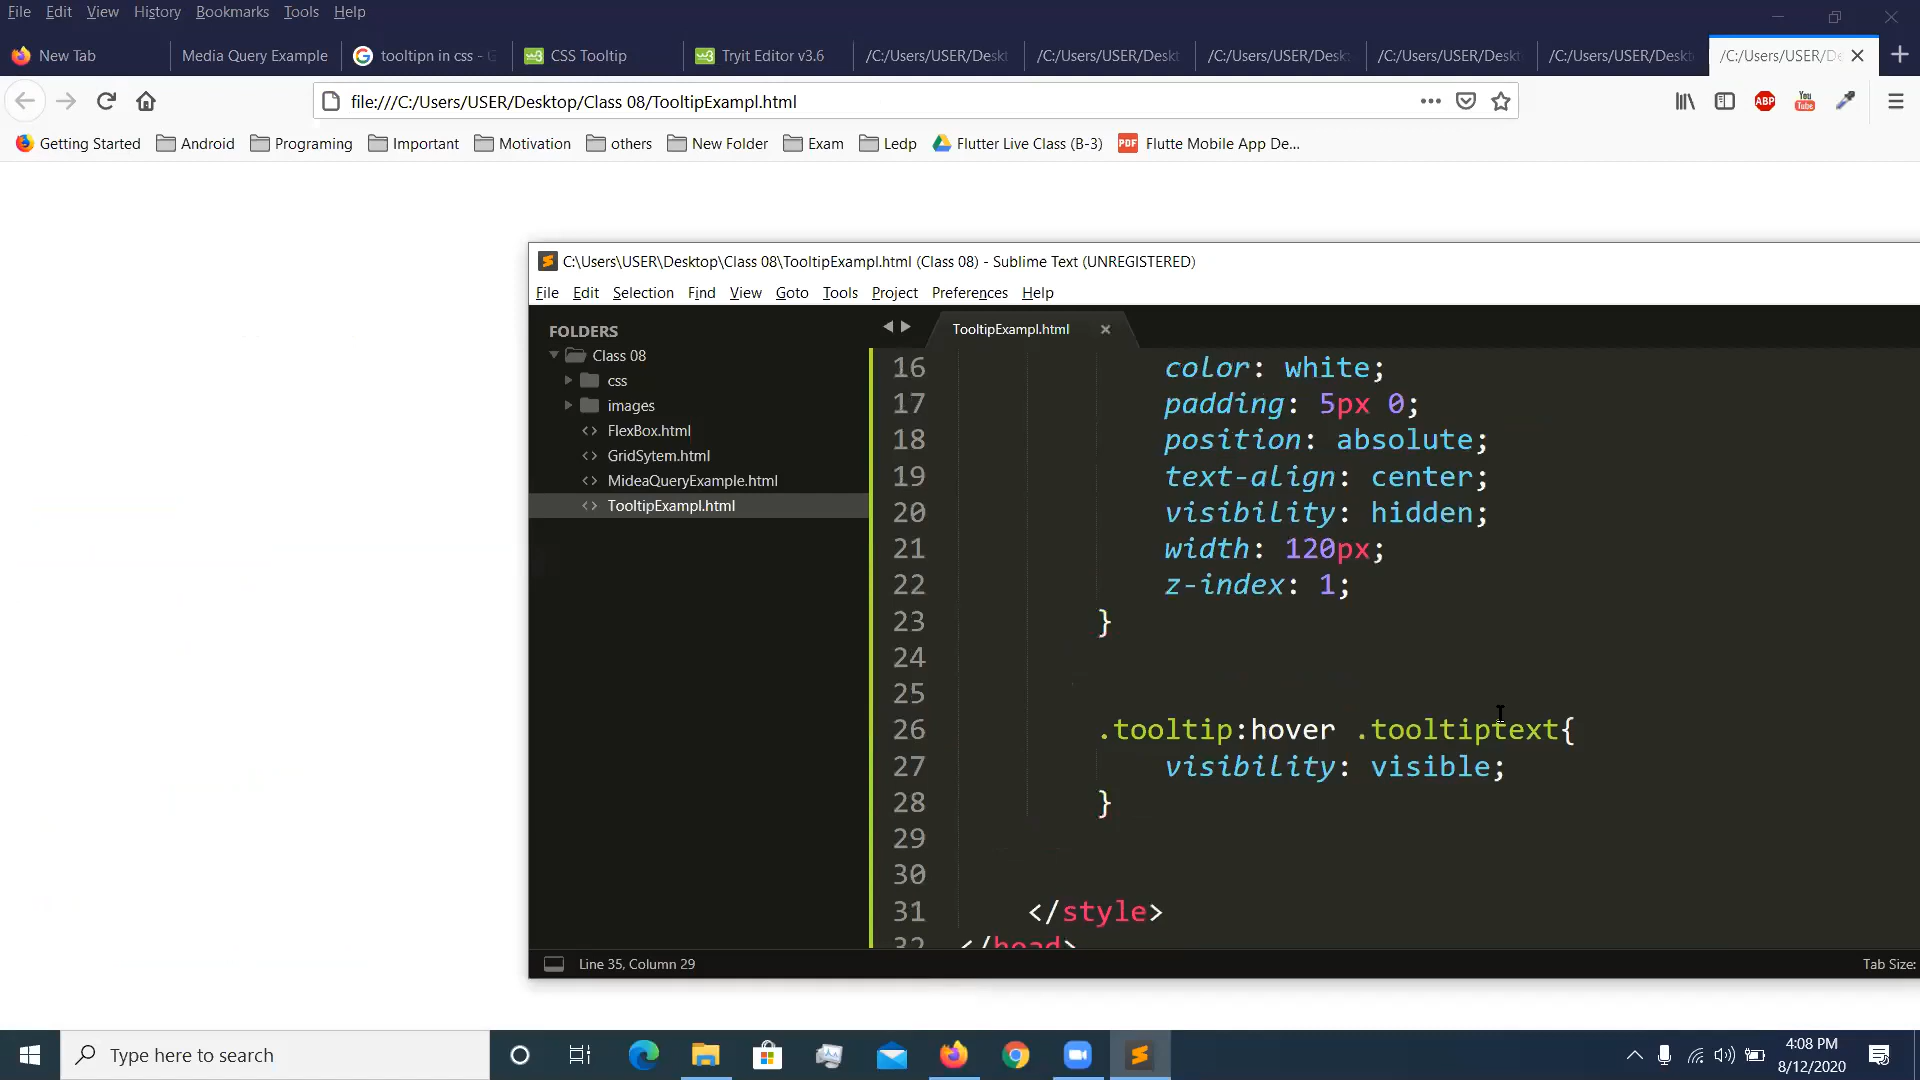 File Edit View History Bookmarks Tools Help
New Tab Media Query Example tooltipn in css - G CSS Tooltip Tryit Editor v3.6 /C:/Users/USER/Deskt /C:/Users/USER/Deskt /C:/Users/USER/Desk /C:/Users/USER/Deskt /C:/Users/USER/Deskt /C:/Users/USER/De
file:///C:/Users/USER/Desktop/Class 08/TooltipExampl.html
ABP You Tube
Getting Started Android Programing Important Motivation others New Folder Exam Ledp Flutter Live Class (B-3) PDF Flutte Mobile App De...
C:\Users\USER\Desktop\Class 08\TooltipExampl.html (Class 08) - Sublime Text (UNREGISTERED)
File Edit Selection Find View Goto Tools Project Preferences Help
FOLDERS
Class 08
css
images
FlexBox.html
GridSytem.html
MideaQueryExample.html
TooltipExampl.html
TooltipExampl.html
16 color: white;
17 padding: 5px 0;
18 position: absolute;
19 text-align: center;
20 visibility: hidden;
21 width: 120px;
22 z-index: 1;
23 }
24
25
26 .tooltip:hover .tooltiptext{
27 visibility: visible;
28 }
29
30
31 </style>
32 </head>
Line 35, Column 29
Tab Size:
Type here to search
4:08 PM
8/12/2020